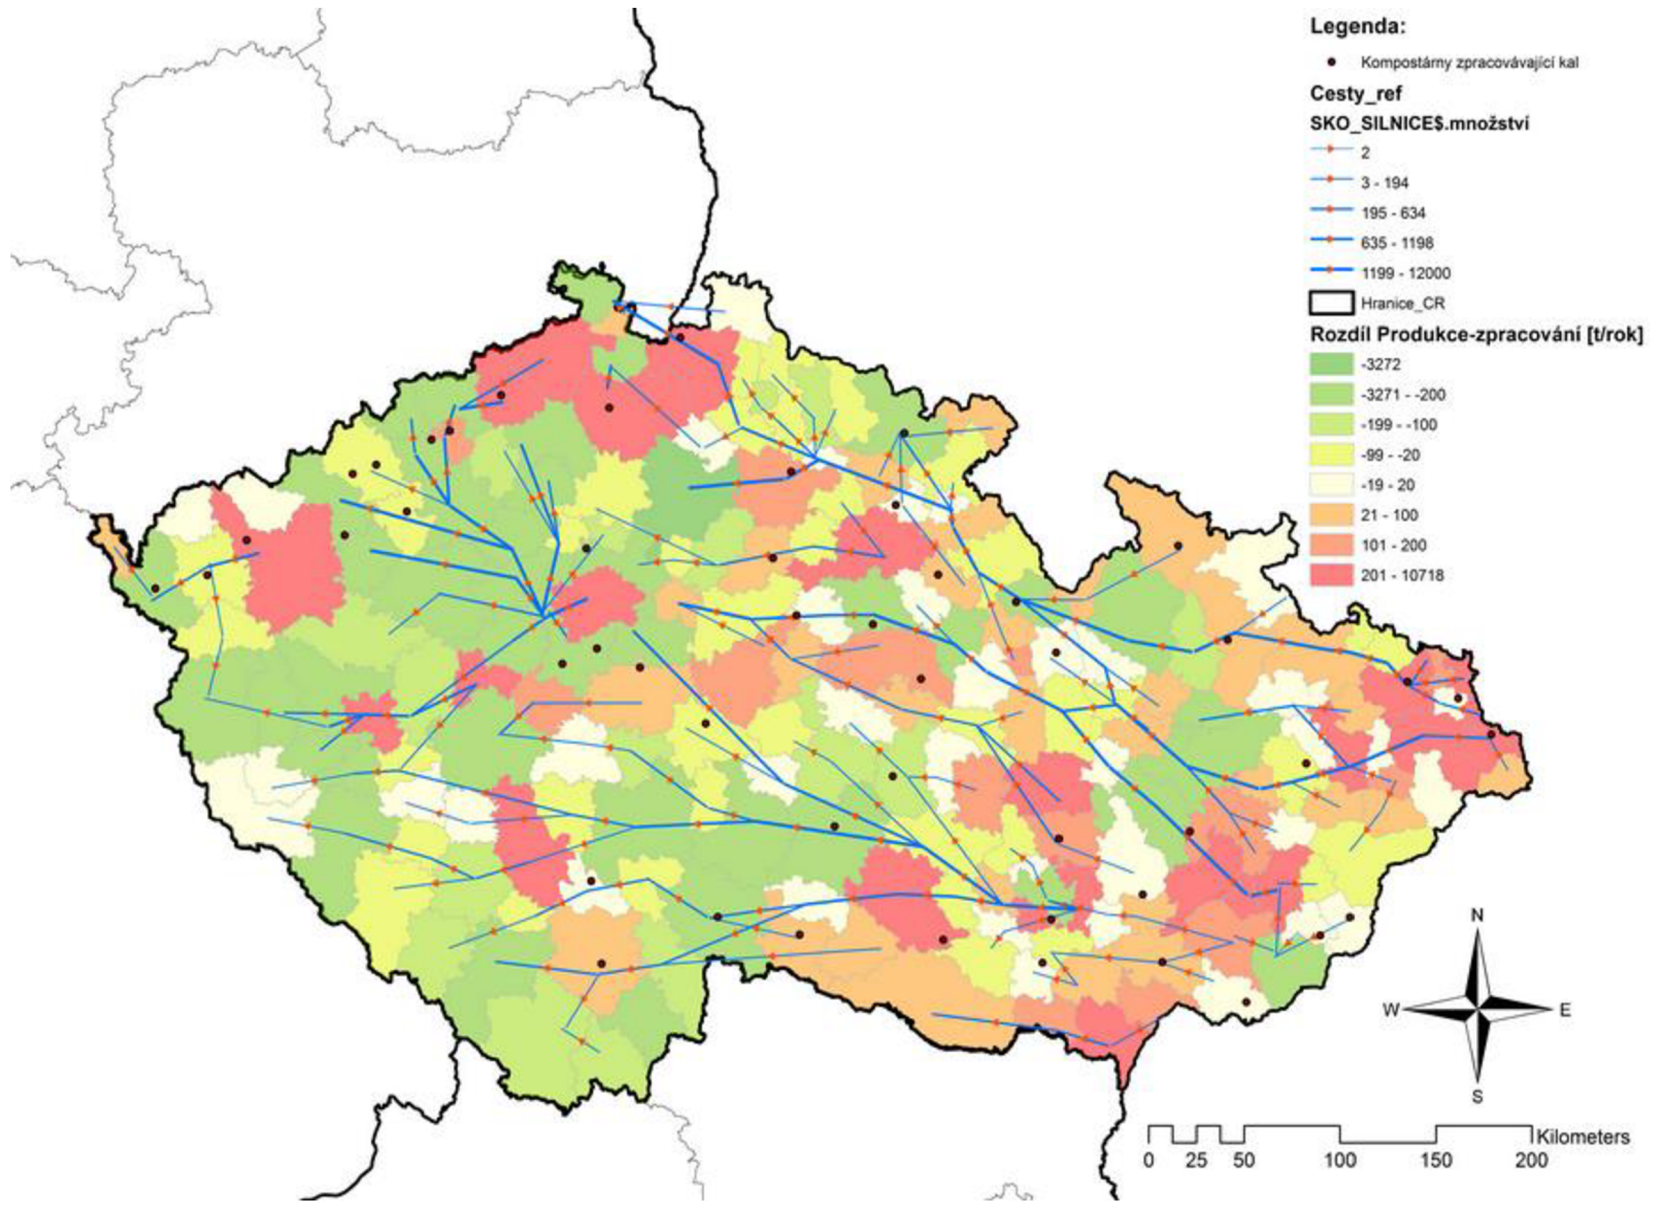 Legenda:
Kompostárny zpracovávající kal
Cesty_ref
SKO_SILNICE$.množství
2
3 - 194
195 - 634
635 - 1198
1199 - 12000
Hranice_CR
Rozdíl Produkce-zpracování [t/rok]
-3272
-3271 - -200
-199 - -100
-99 - -20
-19 - 20
21 - 100
101 - 200
201 - 10718
N
W
E
S
Kilometers
0 25 50 100 150 200